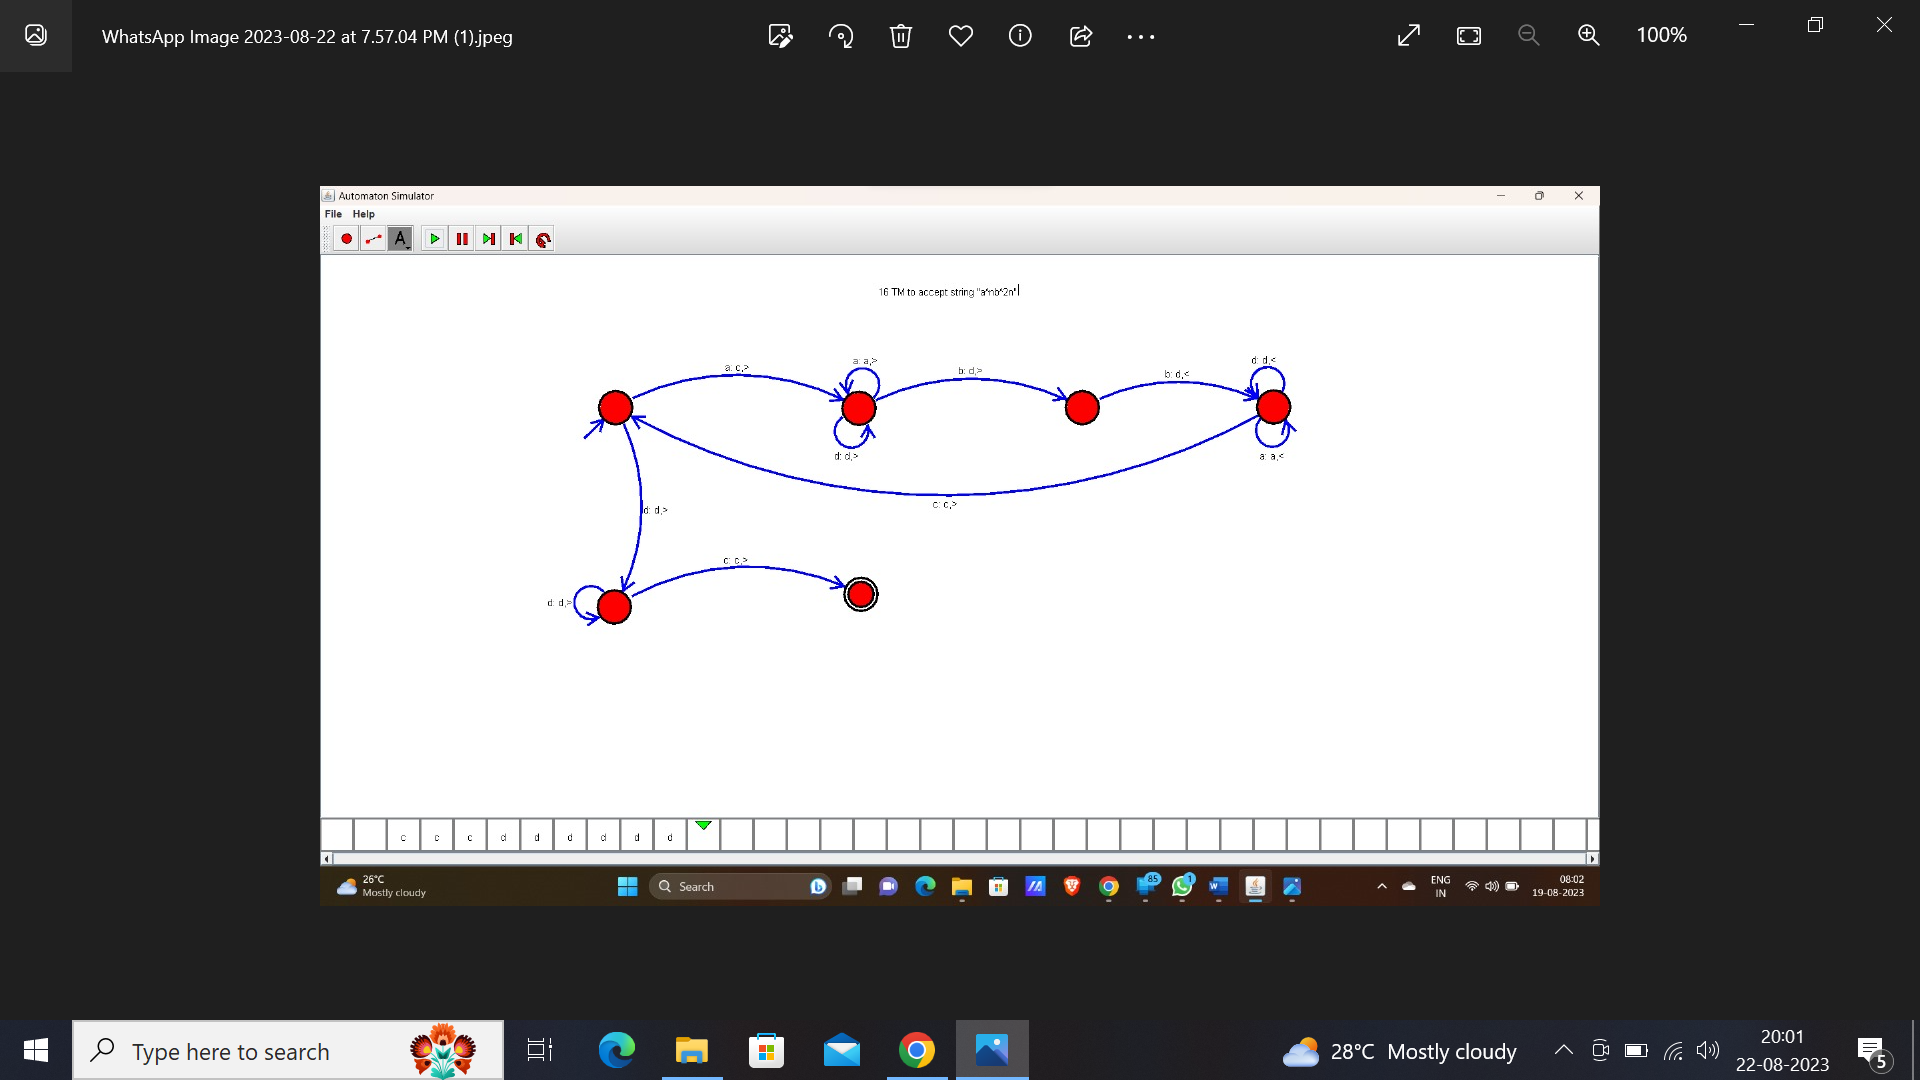 WhatsApp Image 2023-08-22 at 7.57.04 PM (1).jpeg
100%
Automaton Simulator
File Help
A
16 TM to accept string "a^nb^2n"
a: c,>
a: a,>
b: d,>
b: d,<
d: d,<
d: d,>
a: a,<
c: c,>
d: d,>
c: c,>
d: d,>
c c c d d d d d d
26°C
Mostly cloudy
Search
85
1
ENG
IN
08:02
19-08-2023
Type here to search
28°C Mostly cloudy
20:01
22-08-2023
5